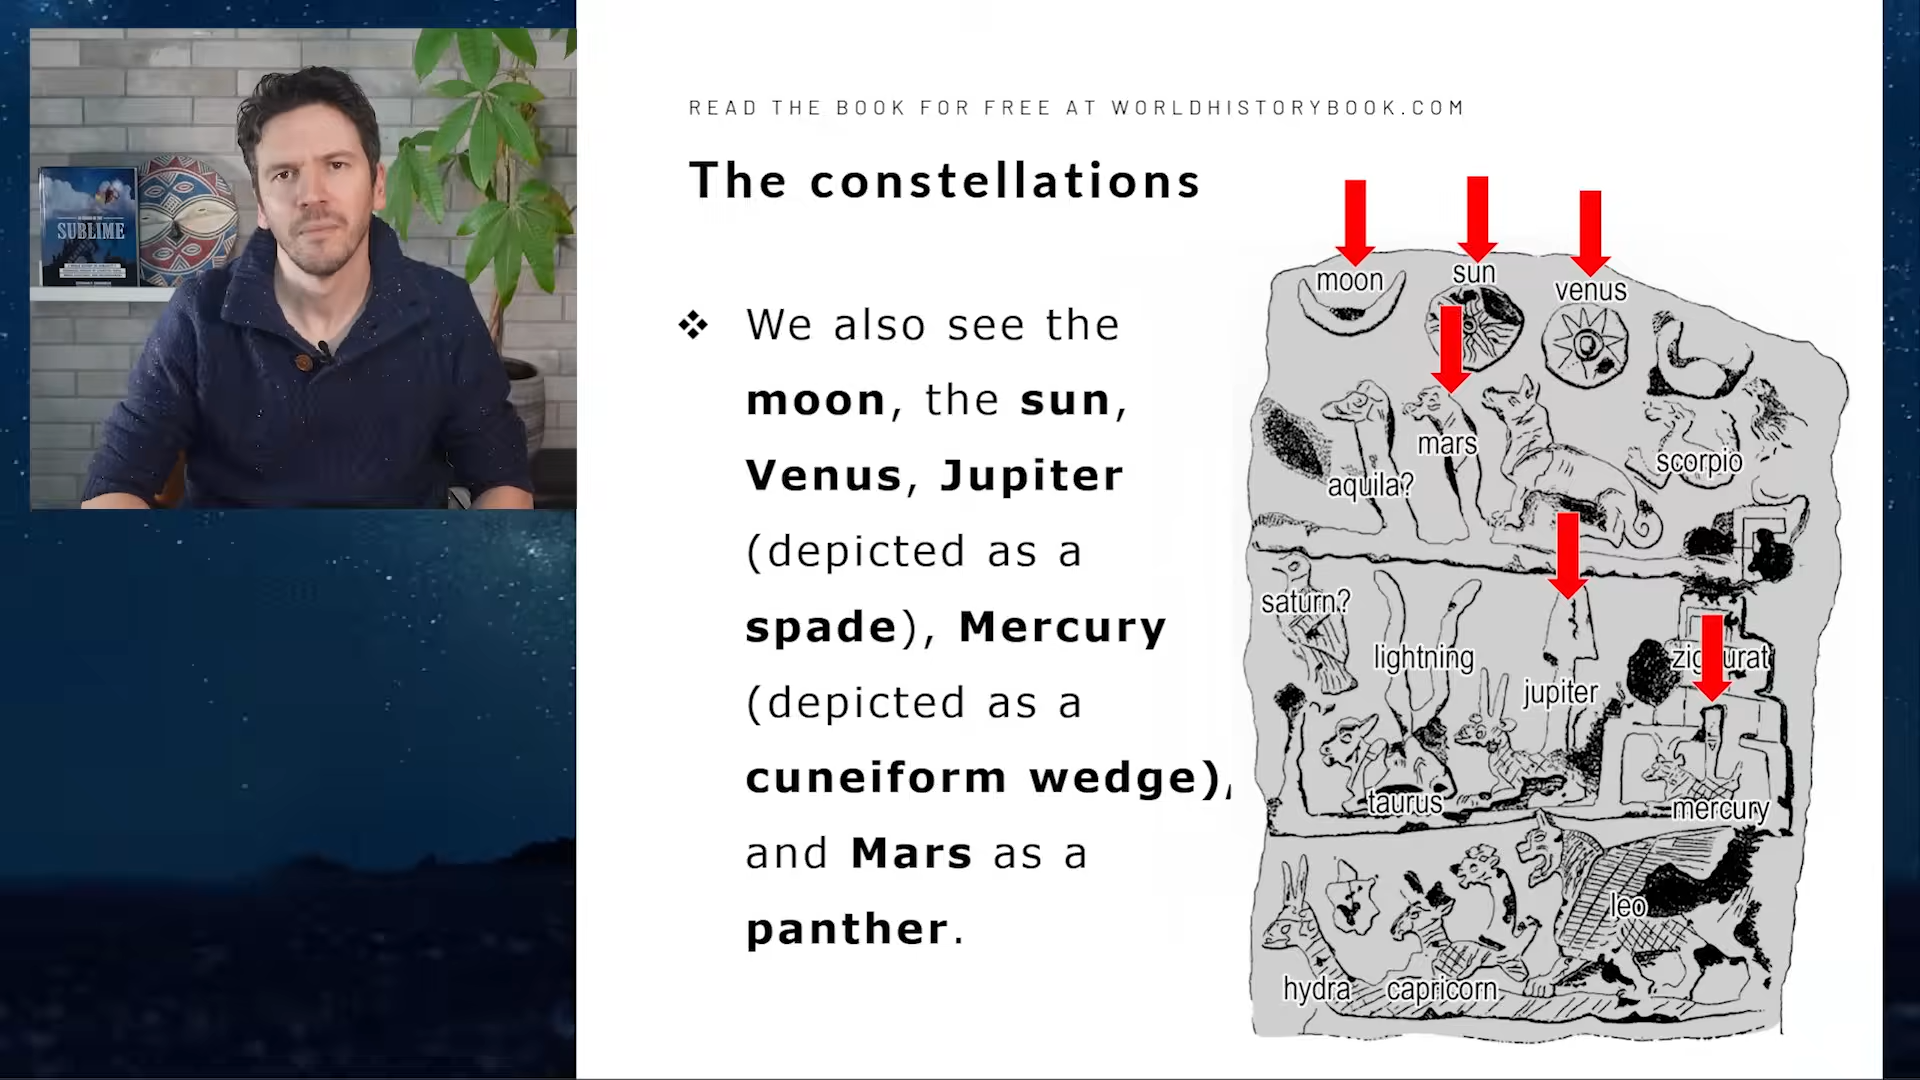 READ THE BOOK FOR FREE AT WORLDHISTORYBOOK.COM
The constellations
We also see the
moon, the sun,
Venus, Jupiter
(depicted as a
spade), Mercury
(depicted as a
cuneiform wedge),
and Mars as a
panther.
moon
sun
venus
mars
scorpio
aquila?
saturn?
lightning
jupiter
taurus
mercury
leo
hydra
capricorn
SUBLIME